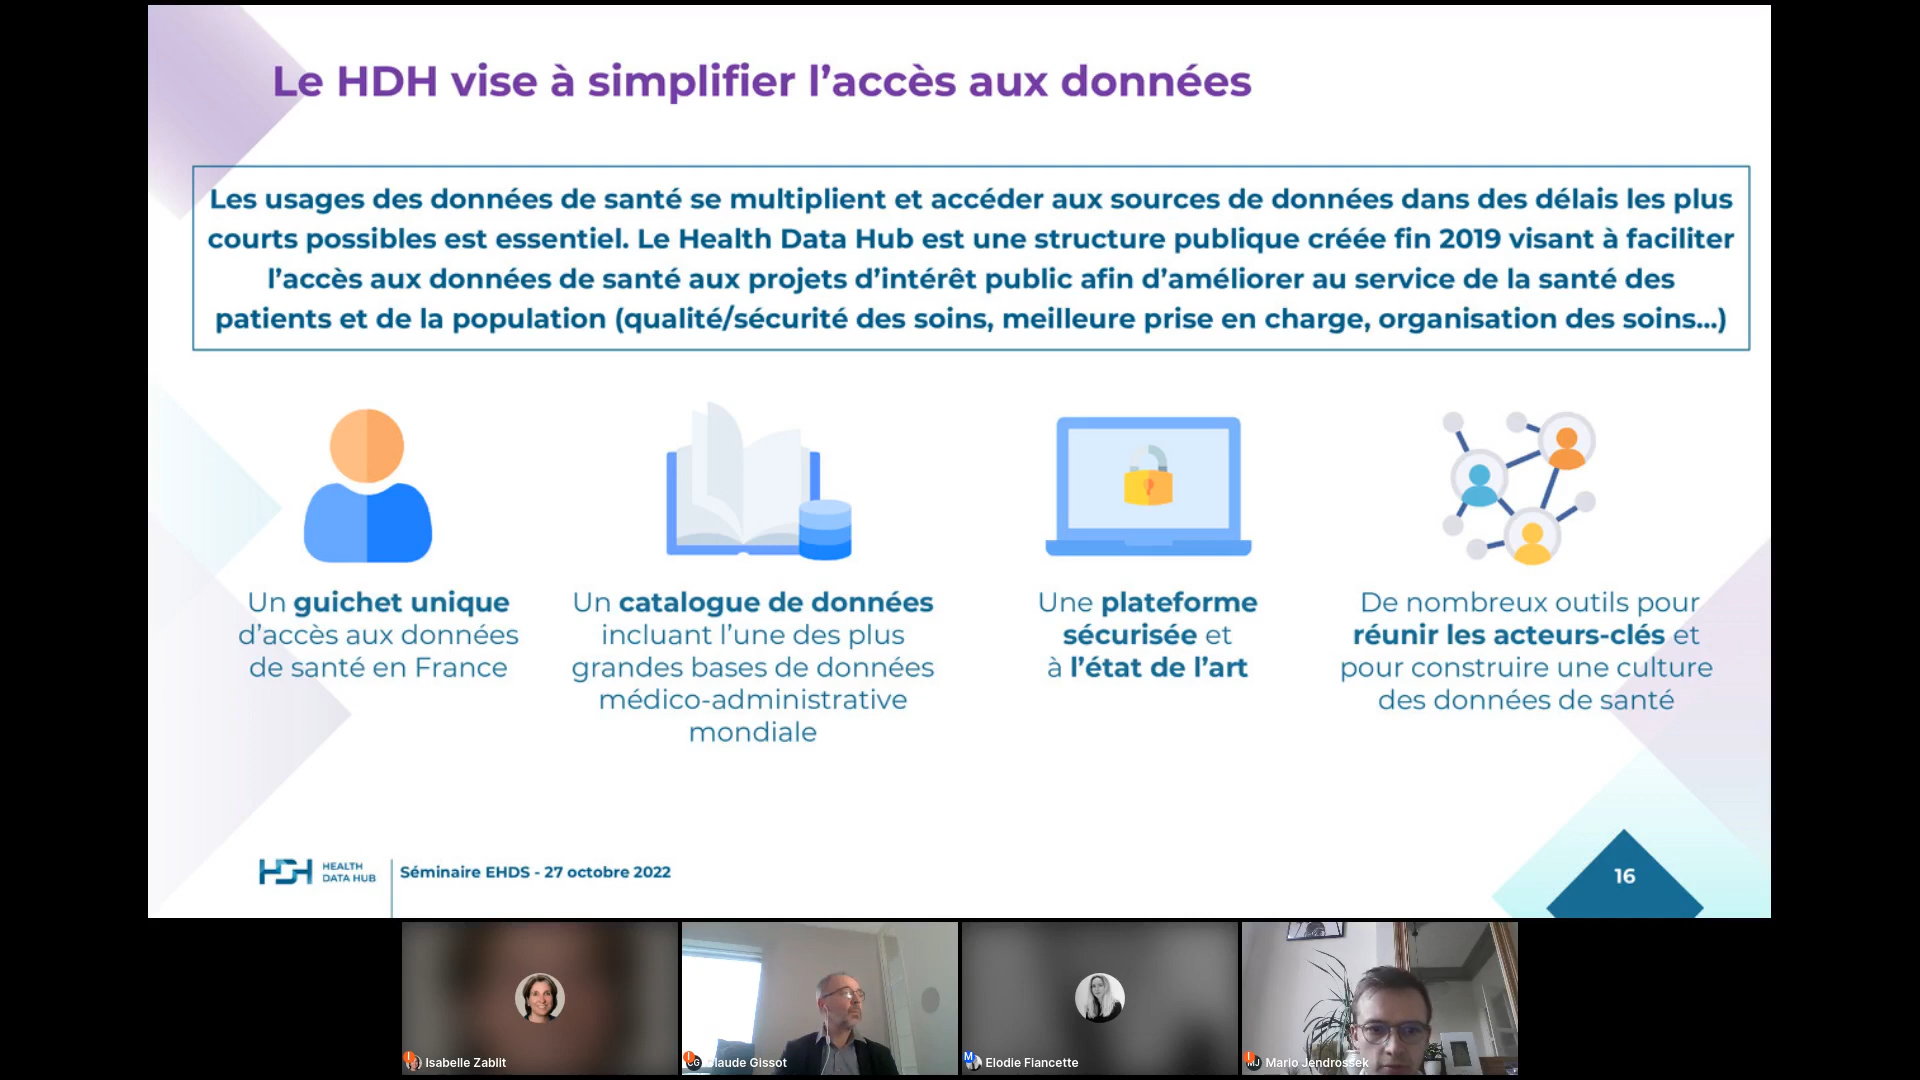 Le HDH vise à simplifier l’accès aux données
Les usages des données de santé se multiplient et accéder aux sources de données dans des délais les plus
courts possibles est essentiel. Le Health Data Hub est une structure publique créée fin 2019 visant à faciliter
l’accès aux données de santé aux projets d’intérêt public afin d’améliorer au service de la santé des
patients et de la population (qualité/sécurité des soins, meilleure prise en charge, organisation des soins...)
Un guichet unique
d’accès aux données
de santé en France
Un catalogue de données
incluant l’une des plus
grandes bases de données
médico-administrative
mondiale
Une plateforme
sécurisée et
à l’état de l’art
De nombreux outils pour
réunir les acteurs-clés et
pour construire une culture
des données de santé
HDH
HEALTH
DATA HUB
Séminaire EHDS - 27 octobre 2022
16
Isabelle Zablit
CG
Claude Gissot
M
Elodie Fiancette
MJ
Mario Jendrossek